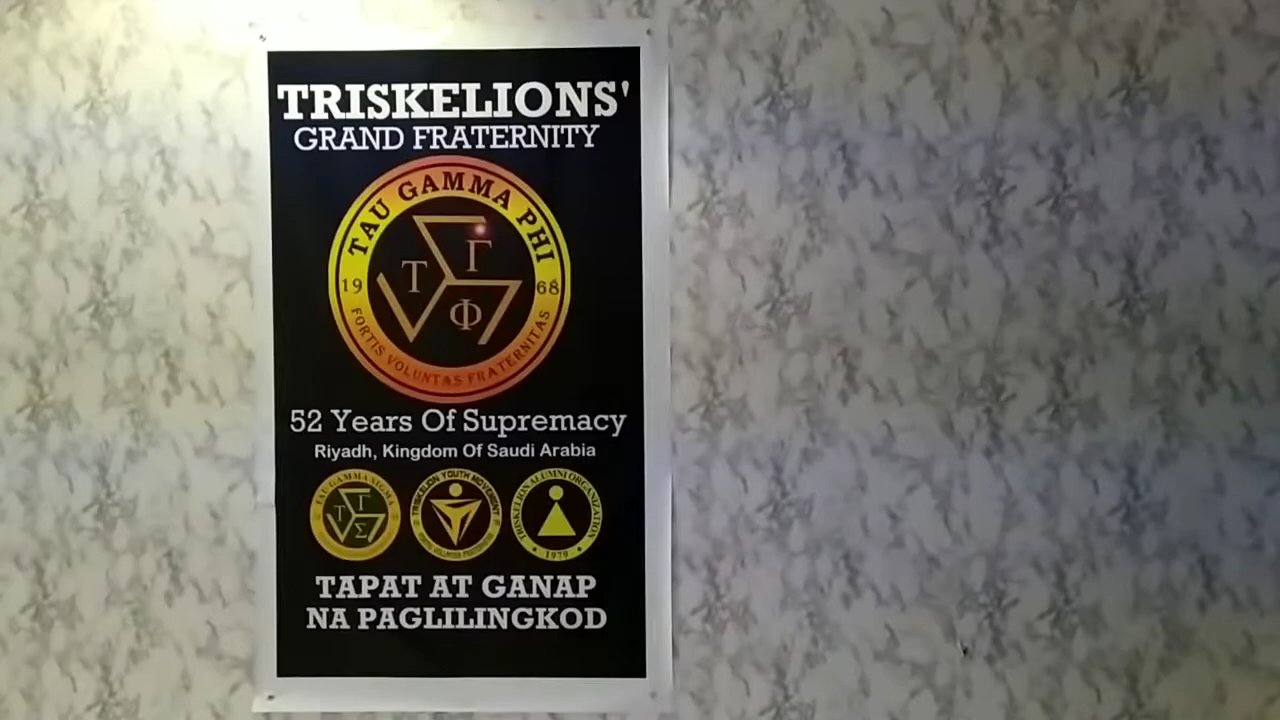 TRISKELIONS'
GRAND FRATERNITY
TAU GAMMA PHI
19 68
T Γ Φ
FORTIS VOLUNTAS FRATERNITAS
52 Years Of Supremacy
Riyadh, Kingdom Of Saudi Arabia
TAU GAMMA SIGMA
T Γ Σ
TRISKELION YOUTH MOVEMENT
TRISKELION ALUMNI ORGANIZATION
1979
TAPAT AT GANAP
NA PAGLILINGKOD